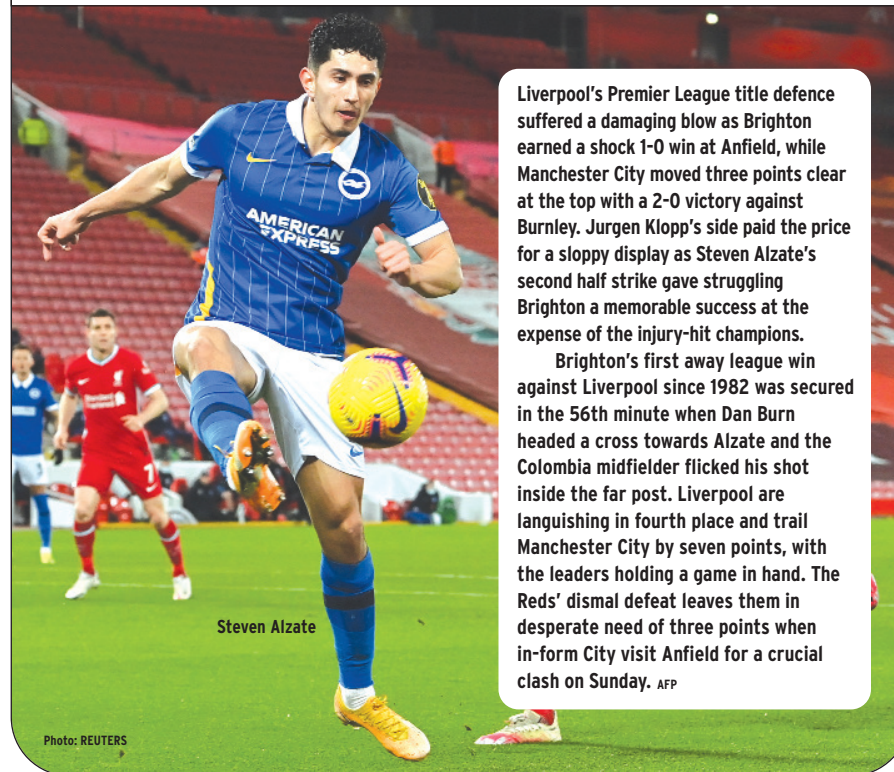 Liverpool's Premier League title defence
suffered a damaging blow as Brighton
earned a shock 1-0 win at Anfield, while
Manchester City moved three points clear
at the top with a 2-0 victory against
Burnley. Jurgen Klopp's side paid the price
for a sloppy display as Steven Alzate's
second half strike gave struggling
Brighton a memorable success at the
expense of the injury-hit champions.
Brighton's first away league win
against Liverpool since 1982 was secured
in the 56th minute when Dan Burn
headed a cross towards Alzate and the
Colombia midfielder flicked his shot
inside the far post. Liverpool are
languishing in fourth place and trail
Manchester City by seven points, with
the leaders holding a game in hand. The
Reds' dismal defeat leaves them in
desperate need of three points when
in-form City visit Anfield for a crucial
clash on Sunday. AFP
AMERICAN
EXPRESS
Standard
Chartered
7
Steven Alzate
Photo: REUTERS